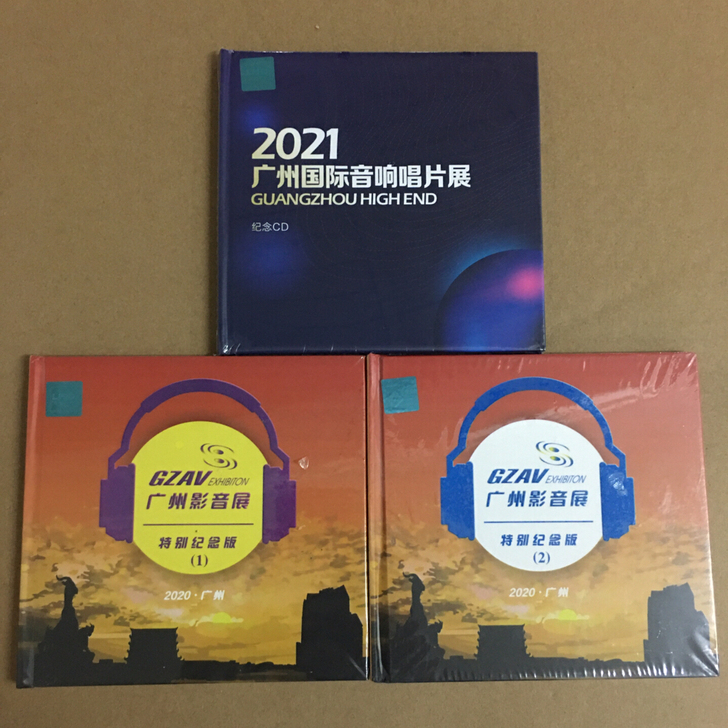 2021
广州国际音响唱片展
GUANGZHOU HIGH END
纪念CD
GZAV EXHIBITON
广州影音展
特别纪念版
(1)
2020·广州
GZAV EXHIBITON
广州影音展
特别纪念版
(2)
2020·广州